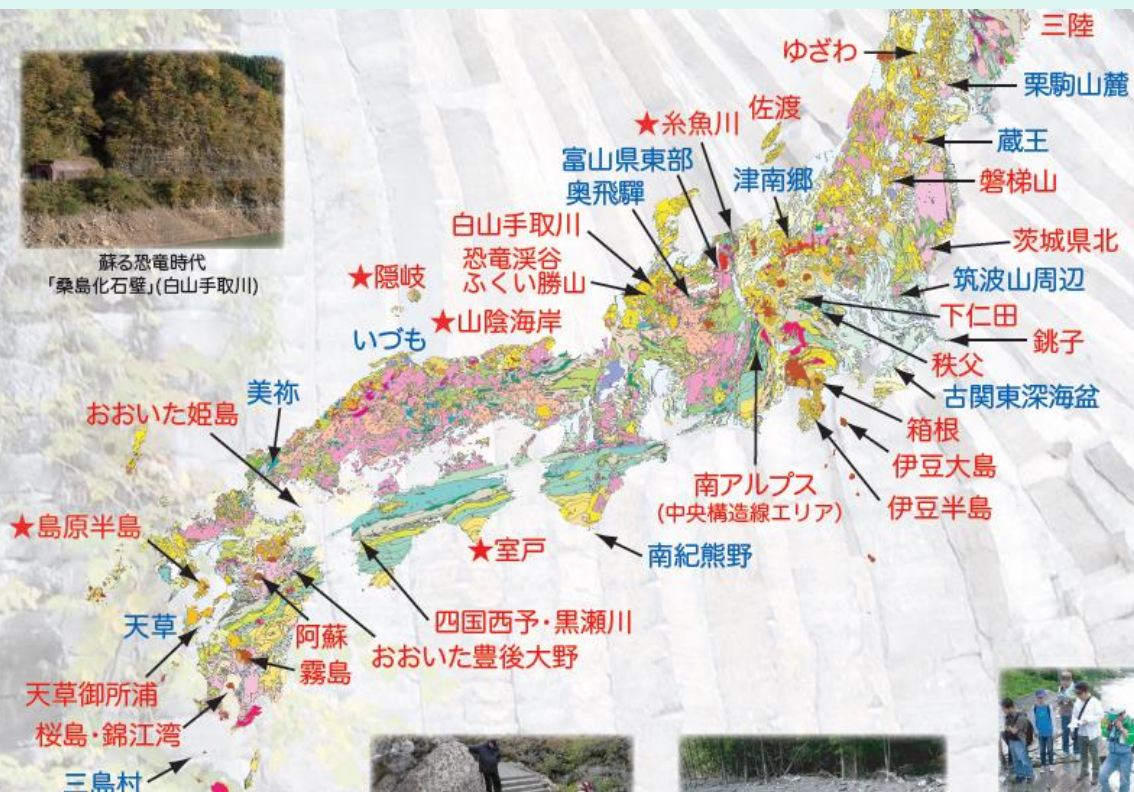 三陸
ゆざわ
栗駒山麓
★糸魚川
佐渡
蔵王
富山県東部
津南郷
磐梯山
奥飛騨
白山手取川
茨城県北
恐竜渓谷
ふくい勝山
蘇る恐竜時代
「桑島化石壁」(白山手取川)
★隠岐
筑波山周辺
★山陰海岸
下仁田
いづも
銚子
秩父
美祢
古関東深海盆
おおいた姫島
箱根
伊豆大島
南アルプス
(中央構造線エリア)
伊豆半島
★島原半島
★室戸
南紀熊野
天草
四国西予・黒瀬川
阿蘇
おおいた豊後大野
霧島
天草御所浦
桜島・錦江湾
三島村